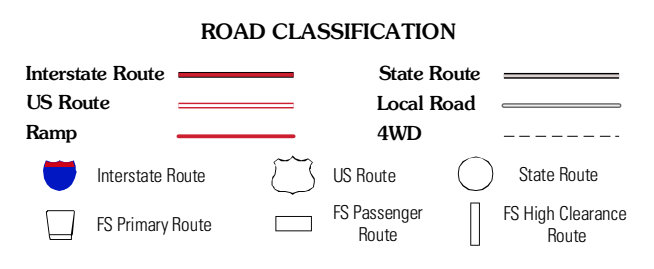 ROAD CLASSIFICATION
Interstate Route
State Route
US Route
Local Road
Ramp
4WD
Interstate Route
US Route
State Route
FS Primary Route
FS Passenger
Route
FS High Clearance
Route